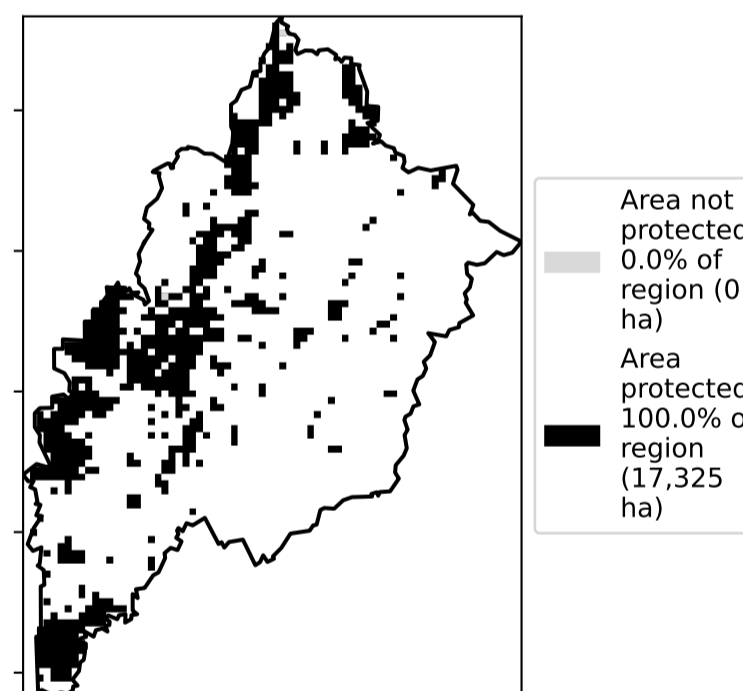 Area not
protected
0.0% of
region (0
ha)
Area
protected
100.0% o
region
(17,325
ha)